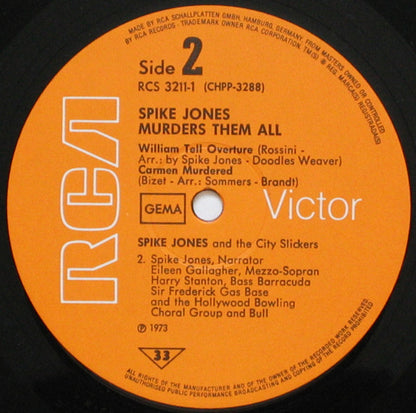 MADE BY RCA SCHALLPLATTEN GMBH, HAMBURG, GERMANY FROM MASTERS OWNED OR CONTROLLED
BY RCA RECORDS · TRADEMARK OWNER RCA CORPORATION.
Side 2
RCS 3211-1 (CHPP-3288)
SPIKE JONES
MURDERS THEM ALL
William Tell Overture (Rossini -
Arr.: by Spike Jones - Doodles Weaver)
Carmen Murdered
(Bizet - Arr.: Sommers - Brandt)
GEMA
RCA
Victor
SPIKE JONES and the City Slickers
2. Spike Jones, Narrator
Eileen Gallagher, Mezzo-Sopran
Harry Stanton, Bass Barracuda
Sir Frederick Gas Base
and the Hollywood Bowling
Choral Group and Bull
℗ 1973
33
ALL RIGHTS OF THE MANUFACTURER AND OF THE OWNER OF THE RECORDED WORK RESERVED.
UNAUTHORISED PUBLIC PERFORMANCE BROADCASTING AND COPYING OF THE RECORD PROHIBITED